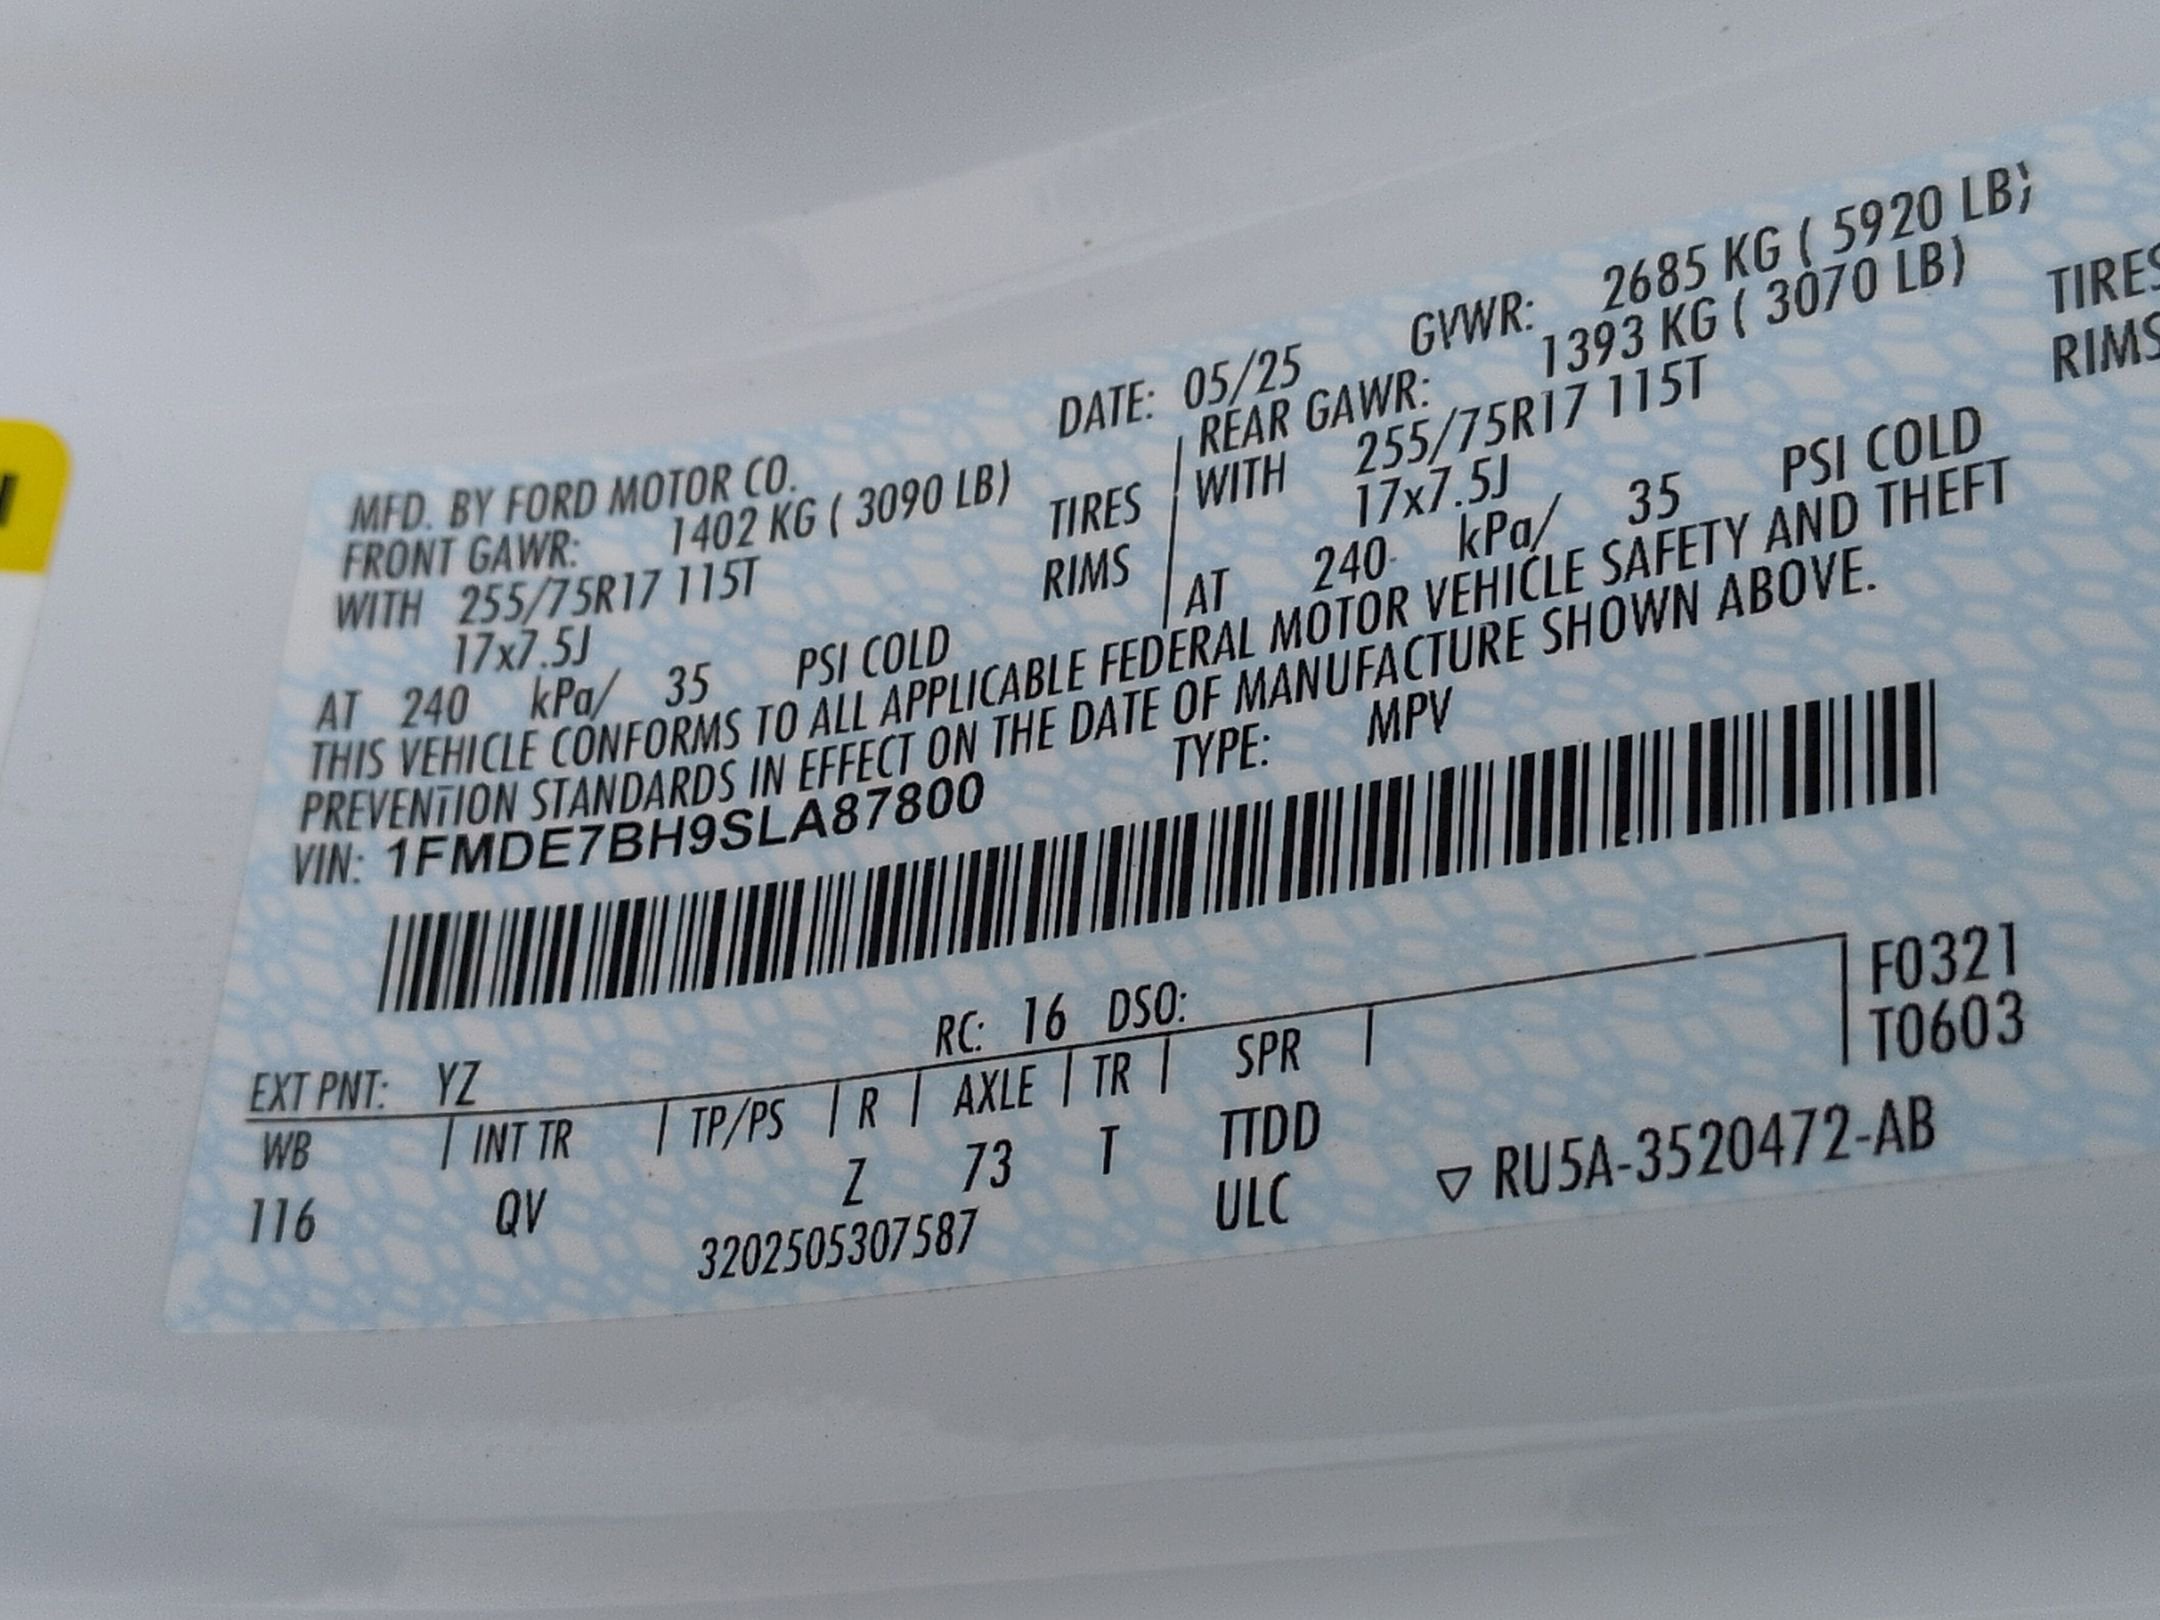 MFD. BY FORD MOTOR CO. DATE: 05/25 GVWR: 2685 KG ( 5920 LB)
FRONT GAWR: 1402 KG ( 3090 LB) REAR GAWR: 1393 KG ( 3070 LB)
WITH 255/75R17 115T TIRES WITH 255/75R17 115T TIRES
17x7.5J RIMS 17x7.5J RIMS
AT 240 kPa/ 35 PSI COLD AT 240 kPa/ 35 PSI COLD
THIS VEHICLE CONFORMS TO ALL APPLICABLE FEDERAL MOTOR VEHICLE SAFETY AND THEFT
PREVENTION STANDARDS IN EFFECT ON THE DATE OF MANUFACTURE SHOWN ABOVE.
VIN: 1FMDE7BH9SLA87800 TYPE: MPV
F0321
T0603
EXT PNT: YZ RC: 16 DSO:
WB | INT TR | TP/PS | R | AXLE | TR | SPR |
116 QV Z 73 T TTDD
3202505307587 ULC ▽ RU5A-3520472-AB